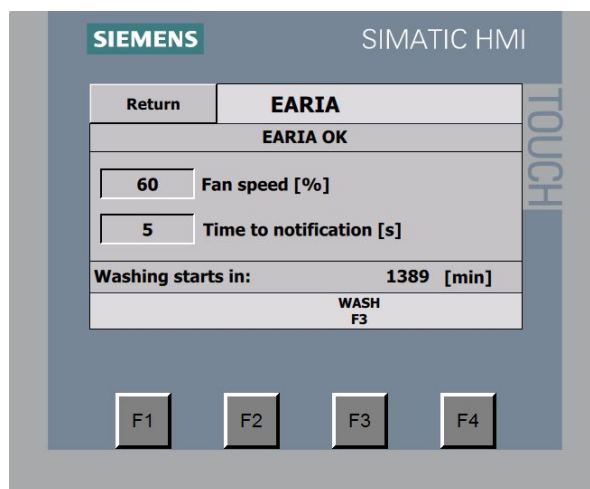 SIEMENS SIMATIC HMI
TOUCH
Return EARIA
EARIA OK
60 Fan speed [%]
5 Time to notification [s]
Washing starts in: 1389 [min]
WASH
F3
F1 F2 F3 F4